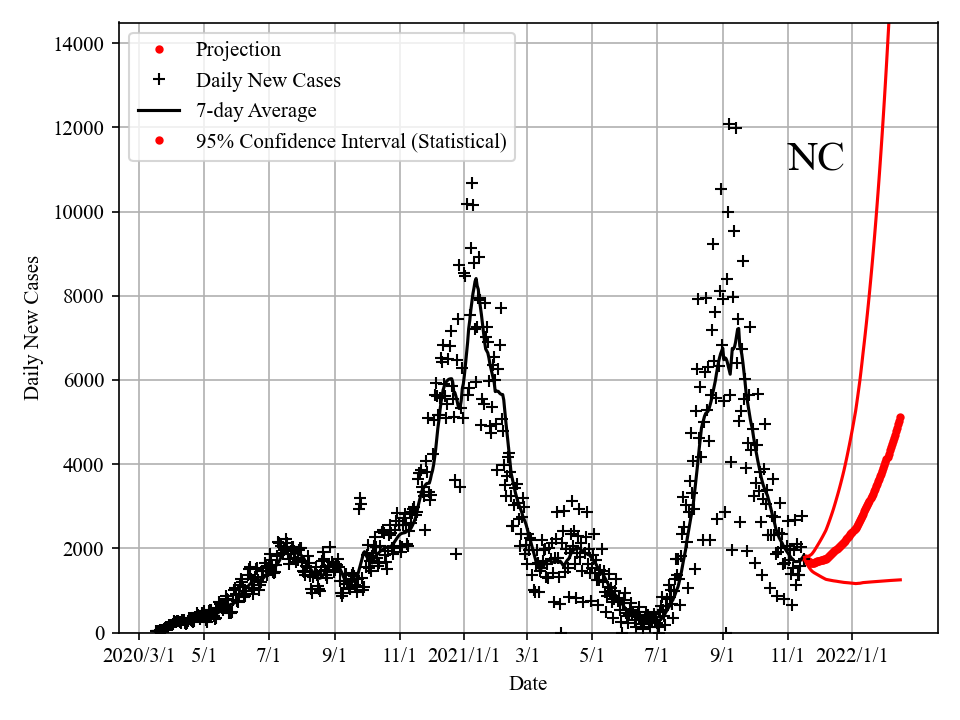 14000
12000
10000
8000
6000
4000
2000
0
Daily New Cases
Projection
Daily New Cases
7-day Average
95% Confidence Interval (Statistical)
NC
2020/3/1 5/1 7/1 9/1 11/1 2021/1/1 3/1 5/1 7/1 9/1 11/1 2022/1/1
Date